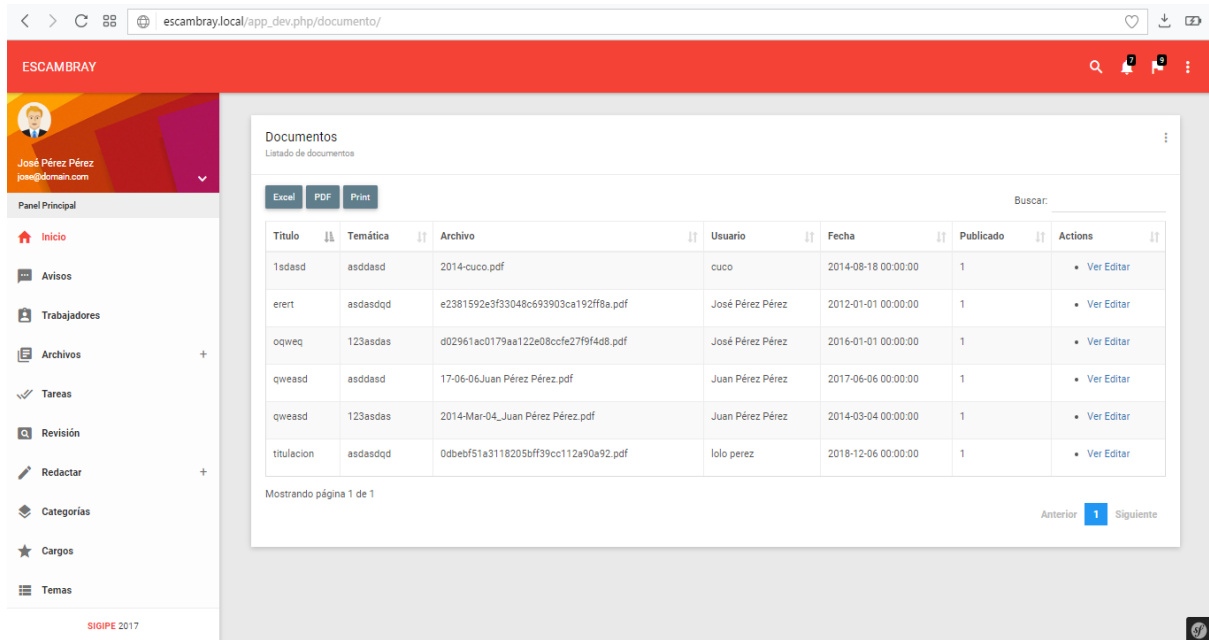 escambray.local/app_dev.php/documento/
ESCAMBRAY
7
9
José Pérez Pérez
jose@domain.com
Panel Principal
Inicio
Avisos
Trabajadores
Archivos +
Tareas
Revisión
Redactar +
Categorías
Cargos
Temas
SIGIPE 2017
Documentos
Listado de documentos
Excel PDF Print
Buscar:
Titulo Temática Archivo Usuario Fecha Publicado Actions
1sdasd asddasd 2014-cuco.pdf cuco 2014-08-18 00:00:00 1 • Ver Editar
erert asdasdqd e2381592e3f33048c693903ca192ff8a.pdf José Pérez Pérez 2012-01-01 00:00:00 1 • Ver Editar
oqweq 123asdas d02961ac0179aa122e08ccfe27f9f4d8.pdf José Pérez Pérez 2016-01-01 00:00:00 1 • Ver Editar
qweasd asddasd 17-06-06Juan Pérez Pérez.pdf Juan Pérez Pérez 2017-06-06 00:00:00 1 • Ver Editar
qweasd 123asdas 2014-Mar-04_Juan Pérez Pérez.pdf Juan Pérez Pérez 2014-03-04 00:00:00 1 • Ver Editar
titulacion asdasdqd 0dbebf51a3118205bff39cc112a90a92.pdf lolo perez 2018-12-06 00:00:00 1 • Ver Editar
Mostrando página 1 de 1
Anterior 1 Siguiente
sf